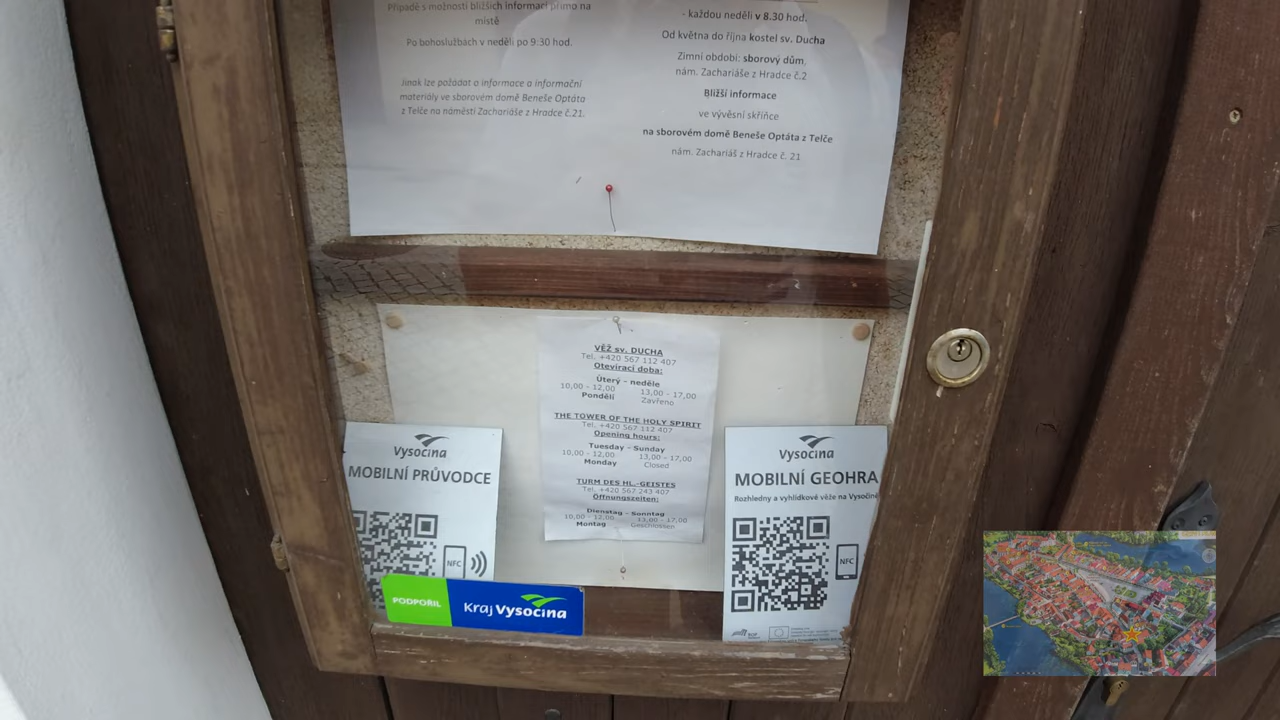 Případě s možností bližších informací přímo na
místě
Po bohoslužbách v neděli po 9:30 hod.
Jinak lze požádat o informace a informační
materiály ve sborovém domě Beneše Optáta
z Telče na náměstí Zachariáše z Hradce č.21.
- každou neděli v 8.30 hod.
Od května do října kostel sv. Ducha
Zimní období: sborový dům,
nám. Zachariáše z Hradce č.2
Bližší informace
ve vývěsní skříňce
na sborovém domě Beneše Optáta z Telče
nám. Zachariáš z Hradce č. 21
VĚŽ sv. DUCHA
Tel. +420 567 112 407
Otevírací doba:
Úterý - neděle
10,00 - 12,00 13,00 - 17,00
Pondělí Zavřeno
THE TOWER OF THE HOLY SPIRIT
Tel. +420 567 112 407
Opening hours:
Tuesday - Sunday
10,00 - 12,00 13,00 - 17,00
Monday Closed
TURM DES HL.-GEISTES
Tel. +420 567 243 407
Öffnungszeiten:
Dienstag - Sonntag
10,00 - 12,00 13,00 - 17,00
Montag Geschlossen
Vysočina
MOBILNÍ PRŮVODCE
NFC
PODPOŘIL
Kraj Vysočina
Vysočina
MOBILNÍ GEOHRA
Rozhledny a vyhlídkové věže na Vysočině
NFC